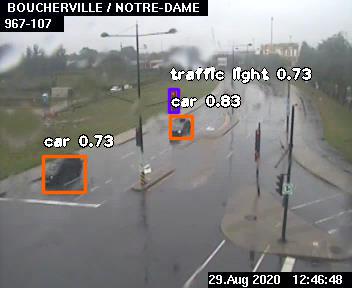 BOUCHERVILLE / NOTRE-DAME
967-107
traffic light 0.73
car 0.83
car 0.73
29.Aug 2020 12:46:48